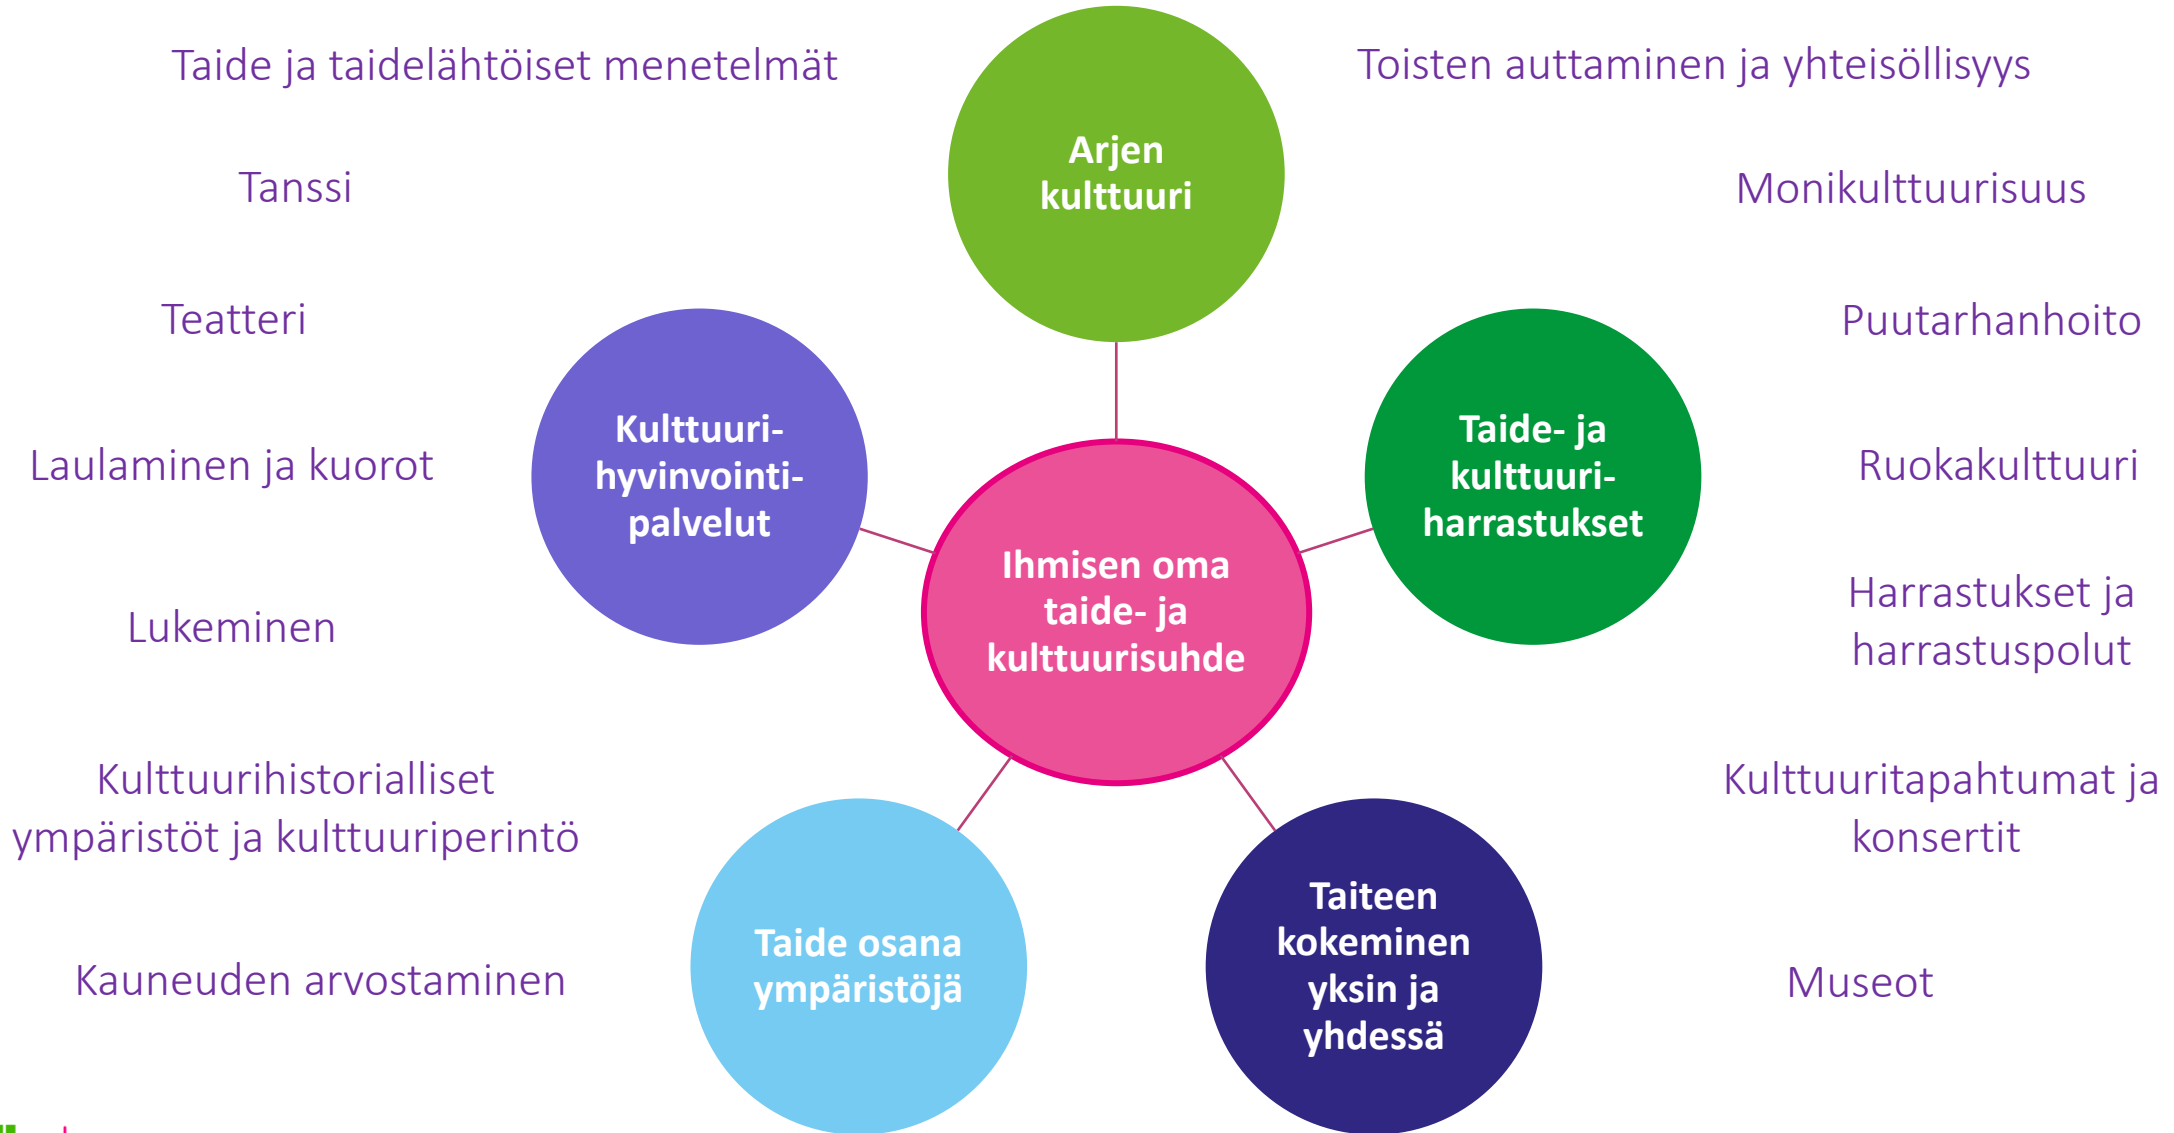 Taide ja taidelähtöiset menetelmät
Toisten auttaminen ja yhteisöllisyys
Arjen
kulttuuri
Tanssi
Monikulttuurisuus
Teatteri
Puutarhanhoito
Kulttuuri-
hyvinvointi-
palvelut
Taide- ja
kulttuuri-
harrastukset
Laulaminen ja kuorot
Ruokakulttuuri
Ihmisen oma
taide- ja
kulttuurisuhde
Lukeminen
Harrastukset ja
harrastuspolut
Kulttuurihistorialliset
ympäristöt ja kulttuuriperintö
Kulttuuritapahtumat ja
konsertit
Taide osana
ympäristöjä
Taiteen
kokeminen
yksin ja
yhdessä
Kauneuden arvostaminen
Museot